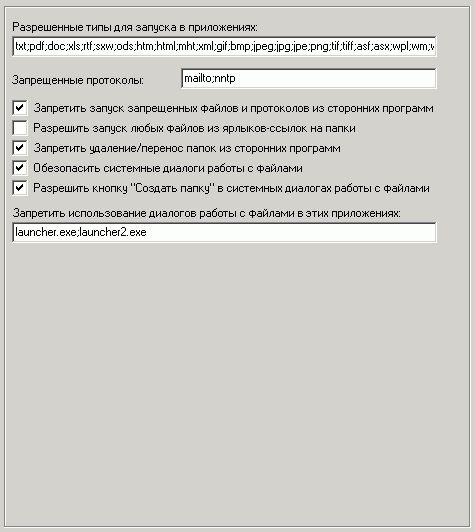 Разрешенные типы для запуска в приложениях:
txt;pdf;doc;xls;rtf;sxw;ods;htm;html;mht;xml;gif;bmp;jpeg;jpg;jpe;png;tif;tiff;asf;asx;wpl;wm;
Запрещенные протоколы: mailto;nntp
Запретить запуск запрещенных файлов и протоколов из сторонних программ
Разрешить запуск любых файлов из ярлыков-ссылок на папки
Запретить удаление/перенос папок из сторонних программ
Обезопасить системные диалоги работы с файлами
Разрешить кнопку "Создать папку" в системных диалогах работы с файлами
Запретить использование диалогов работы с файлами в этих приложениях:
launcher.exe;launcher2.exe